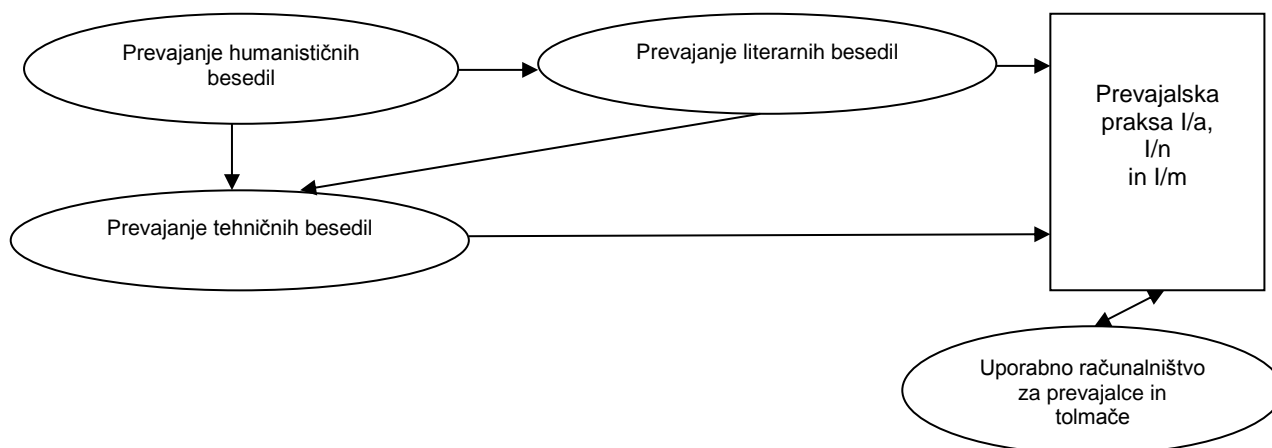 Prevajanje humanističnih
besedil
Prevajanje literarnih besedil
Prevajalska
praksa I/a,
I/n
in I/m
Prevajanje tehničnih besedil
Uporabno računalništvo
za prevajalce in
tolmače